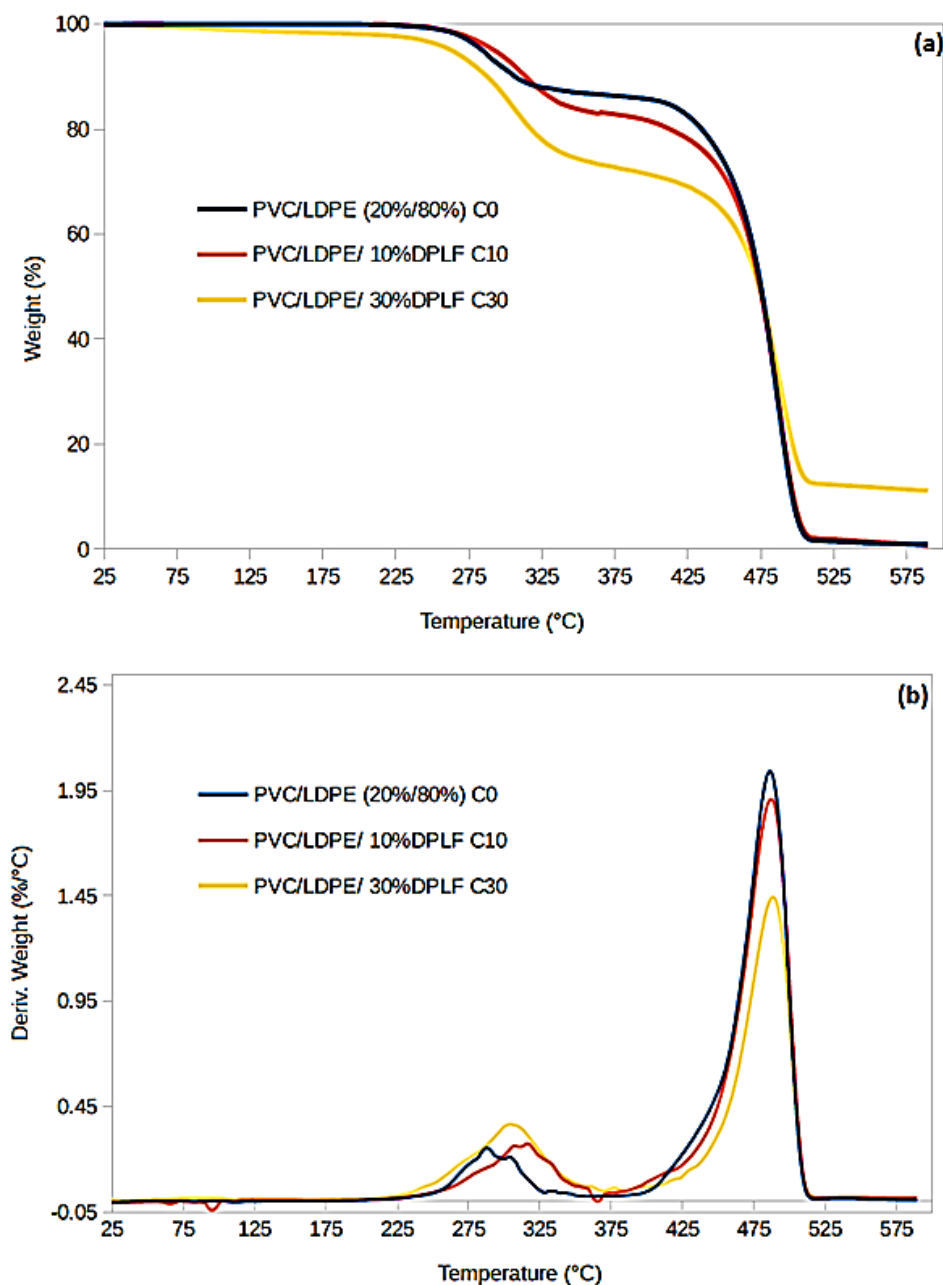 (a)
100
80
60
40
20
0
Weight (%)
PVC/LDPE (20%/80%) C0
PVC/LDPE/ 10%DPLF C10
PVC/LDPE/ 30%DPLF C30
25 75 125 175 225 275 325 375 425 475 525 575
Temperature (°C)
(b)
2.45
1.95
1.45
0.95
0.45
-0.05
Deriv. Weight (%/°C)
PVC/LDPE (20%/80%) C0
PVC/LDPE/ 10%DPLF C10
PVC/LDPE/ 30%DPLF C30
25 75 125 175 225 275 325 375 425 475 525 575
Temperature (°C)